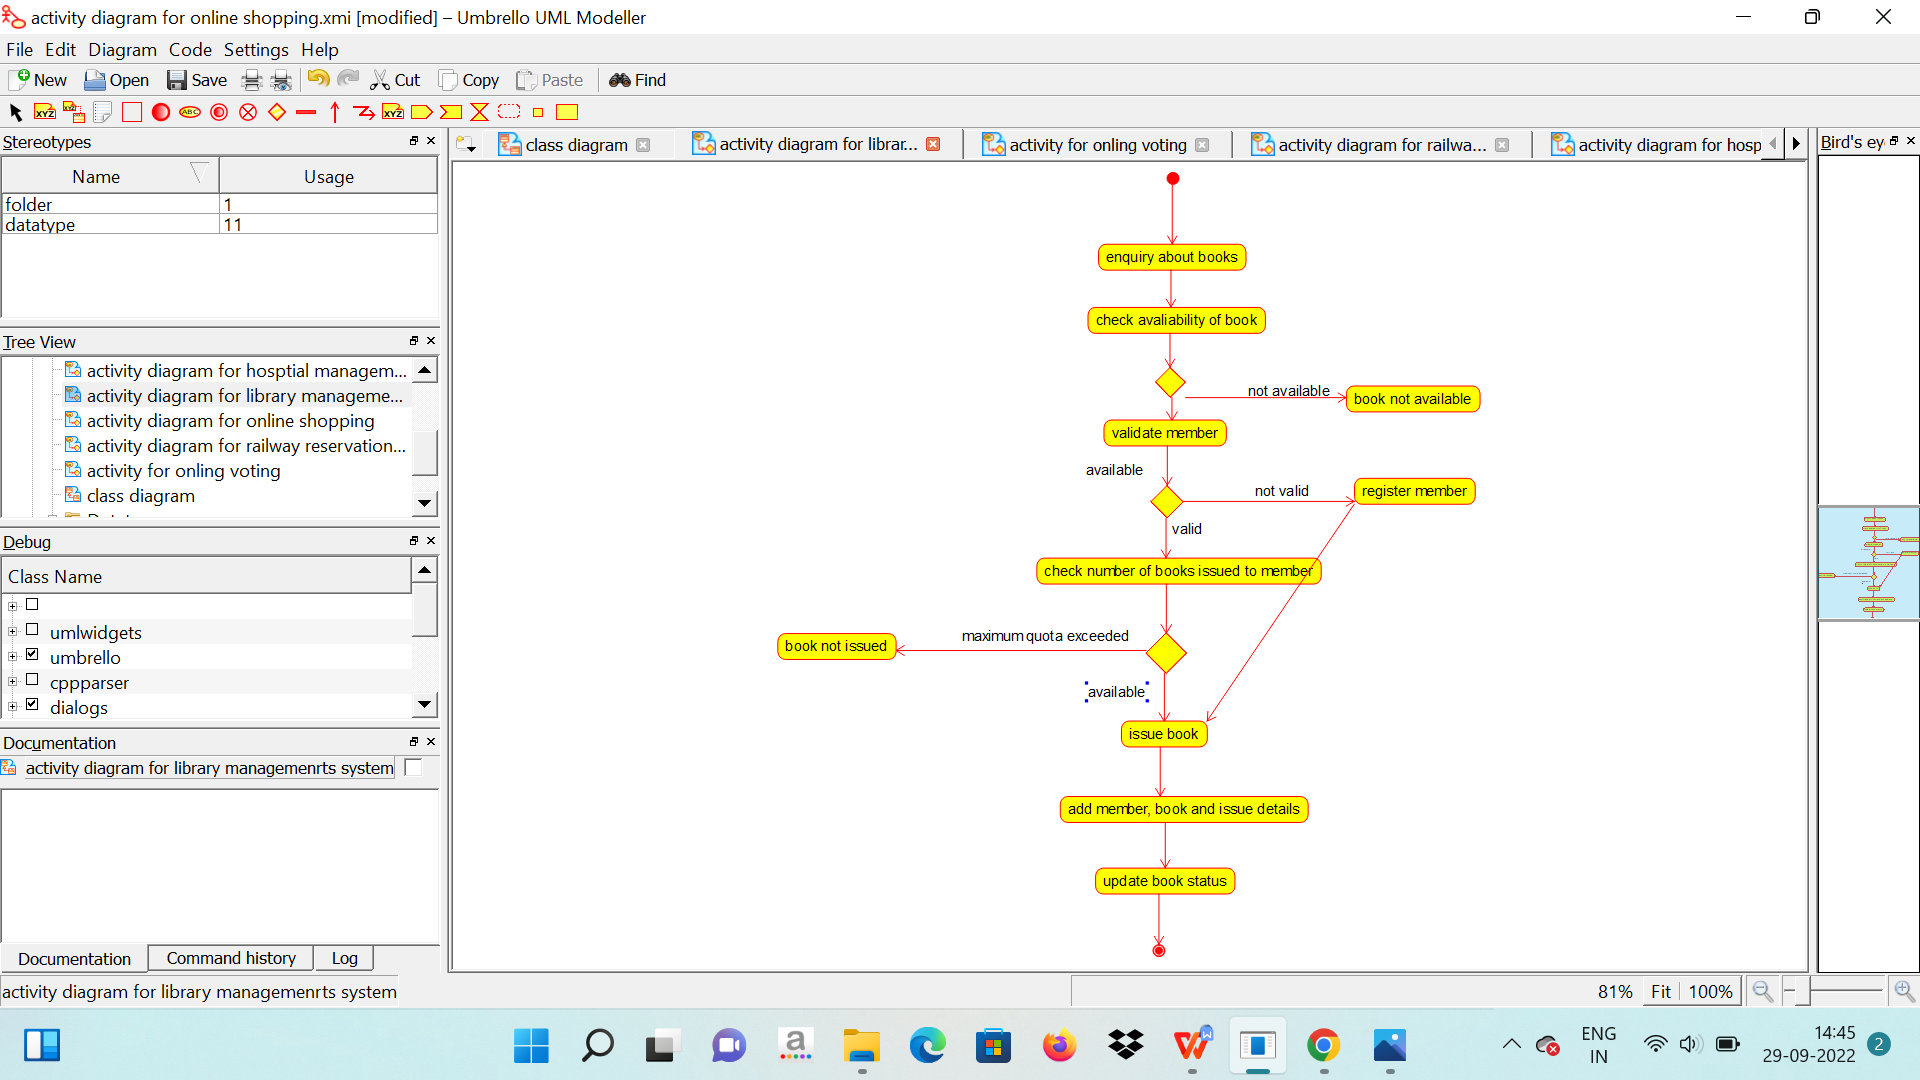 activity diagram for online shopping.xmi [modified] – Umbrello UML Modeller
File Edit Diagram Code Settings Help
New Open Save Cut Copy Paste Find
Stereotypes
Name Usage
folder 1
datatype 11
Tree View
activity diagram for hosptial managem...
activity diagram for library manageme...
activity diagram for online shopping
activity diagram for railway reservation...
activity for onling voting
class diagram
Debug
Class Name
umlwidgets
umbrello
cppparser
dialogs
Documentation
activity diagram for library managemenrts system
Documentation Command history Log
activity diagram for library managemenrts system
class diagram activity diagram for librar... activity for onling voting activity diagram for railwa... activity diagram for hosp
Bird's ey
enquiry about books
check avaliability of book
not available
book not available
validate member
available
not valid
register member
valid
check number of books issued to member
maximum quota exceeded
book not issued
available
issue book
add member, book and issue details
update book status
81% Fit 100%
ENG
IN
14:45
29-09-2022
2